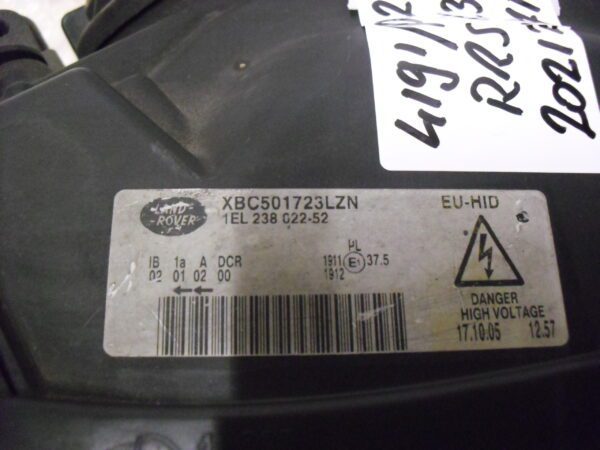 4191/
RRS
2021
LAND
ROVER
XBC501723LZN
1EL 238 022-52
EU-HID
IB 1a A DCR
02 01 02 00
PL
1911 E1 37.5
1912
DANGER
HIGH VOLTAGE
17.10.05 12.57